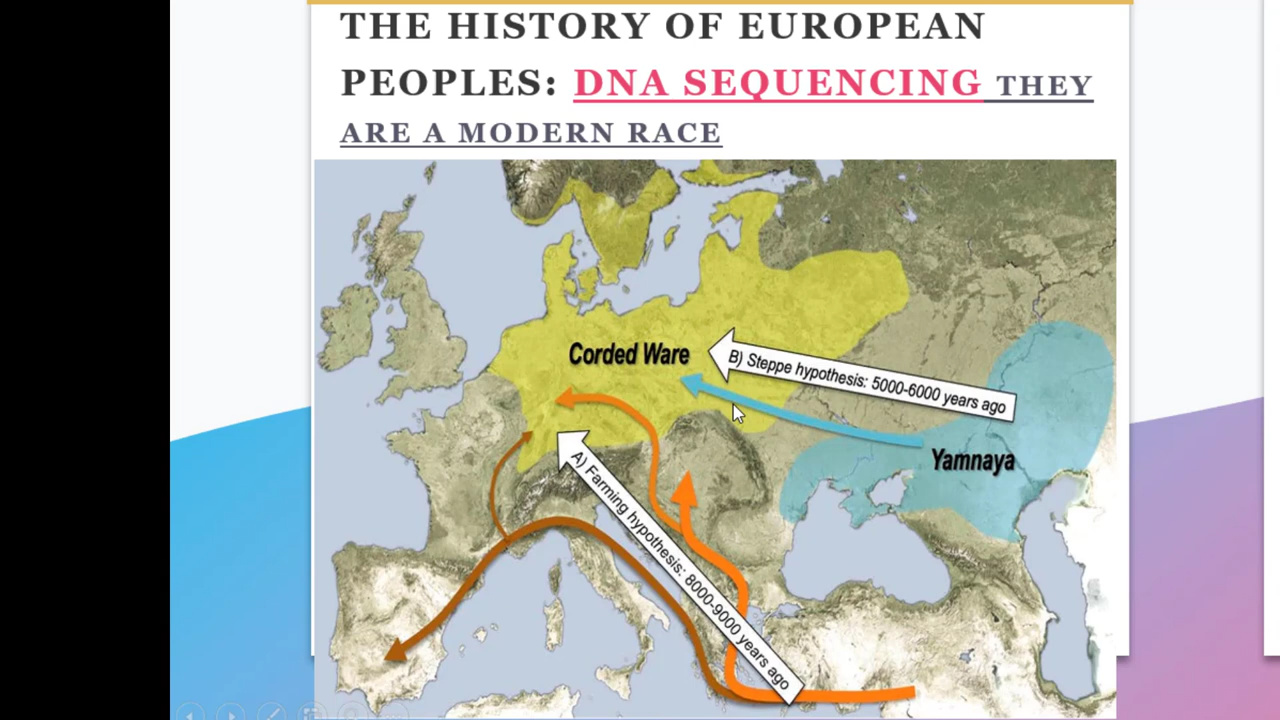 THE HISTORY OF EUROPEAN
PEOPLES: DNA SEQUENCING THEY
ARE A MODERN RACE
Corded Ware
B) Steppe hypothesis: 5000-6000 years ago
Yamnaya
A) Farming hypothesis: 8000-9000 years ago